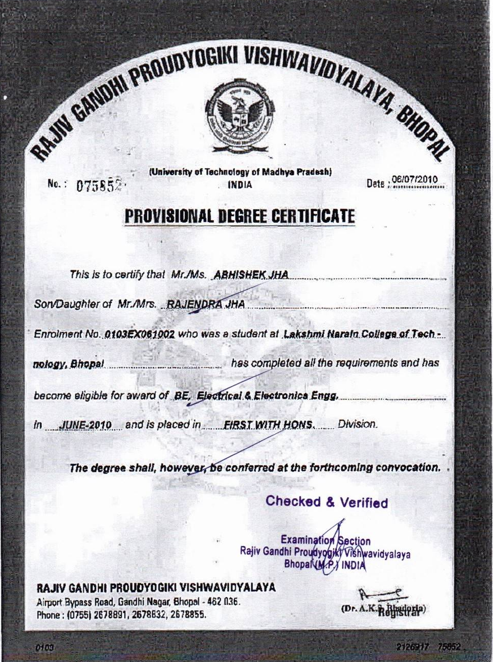 RAJIV GANDHI PROUDYOGIKI VISHWAVIDYALAYA, BHOPAL
(University of Technology of Madhya Pradesh)
INDIA
No. : 075852
Date : 06/07/2010
PROVISIONAL DEGREE CERTIFICATE
This is to certify that Mr./Ms. ABHISHEK JHA
Son/Daughter of Mr./Mrs. RAJENDRA JHA
Enrolment No. 0103EX061002 who was a student at Lakshmi Narain College of Tech -
nology, Bhopal has completed all the requirements and has
become eligible for award of BE, Electrical & Electronics Engg.
In JUNE-2010 and is placed in FIRST WITH HONS. Division.
The degree shall, however, be conferred at the forthcoming convocation.
Checked & Verified
Examination Section
Rajiv Gandhi Proudyogiki Vishwavidyalaya
Bhopal (M.P.) INDIA
RAJIV GANDHI PROUDYOGIKI VISHWAVIDYALAYA
Airport Bypass Road, Gandhi Nagar, Bhopal - 462 036.
Phone : (0755) 2678891, 2678832, 2678855.
(Dr. A.K.S. Bhadoria)
Registrar
0103
2126917 75852